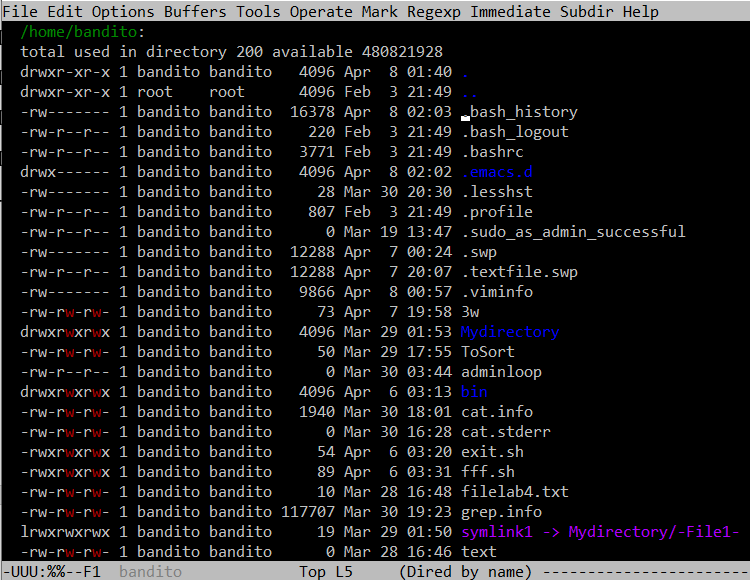 File Edit Options Buffers Tools Operate Mark Regexp Immediate Subdir Help
/home/bandito:
total used in directory 200 available 480821928
drwxr-xr-x 1 bandito bandito   4096 Apr  8 01:40 .
drwxr-xr-x 1 root    root      4096 Feb  3 21:49 ..
-rw------- 1 bandito bandito  16378 Apr  8 02:03 .bash_history
-rw-r--r-- 1 bandito bandito    220 Feb  3 21:49 .bash_logout
-rw-r--r-- 1 bandito bandito   3771 Feb  3 21:49 .bashrc
drwx------ 1 bandito bandito   4096 Apr  8 02:02 .emacs.d
-rw------- 1 bandito bandito     28 Mar 30 20:30 .lesshst
-rw-r--r-- 1 bandito bandito    807 Feb  3 21:49 .profile
-rw-r--r-- 1 bandito bandito      0 Mar 19 13:47 .sudo_as_admin_successful
-rw------- 1 bandito bandito  12288 Apr  7 00:24 .swp
-rw-r--r-- 1 bandito bandito  12288 Apr  7 20:07 .textfile.swp
-rw------- 1 bandito bandito   9866 Apr  8 00:57 .viminfo
-rw-rw-rw- 1 bandito bandito     73 Apr  7 19:58 3w
drwxrwxrwx 1 bandito bandito   4096 Mar 29 01:53 Mydirectory
-rw-rw-rw- 1 bandito bandito     50 Mar 29 17:55 ToSort
-rw-r--r-- 1 bandito bandito      0 Mar 30 03:44 adminloop
drwxrwxrwx 1 bandito bandito   4096 Apr  6 03:13 bin
-rw-rw-rw- 1 bandito bandito   1940 Mar 30 18:01 cat.info
-rw-rw-rw- 1 bandito bandito      0 Mar 30 16:28 cat.stderr
-rwxrwxrwx 1 bandito bandito     54 Apr  6 03:20 exit.sh
-rwxrwxrwx 1 bandito bandito     89 Apr  6 03:31 fff.sh
-rw-rw-rw- 1 bandito bandito     10 Mar 28 16:48 filelab4.txt
-rw-rw-rw- 1 bandito bandito 117707 Mar 30 19:23 grep.info
lrwxrwxrwx 1 bandito bandito     19 Mar 29 01:50 symlink1 -> Mydirectory/-File1-
-rw-rw-rw- 1 bandito bandito      0 Mar 28 16:46 text
-UUU:%%--F1  bandito             Top L5     (Dired by name) -----------------------